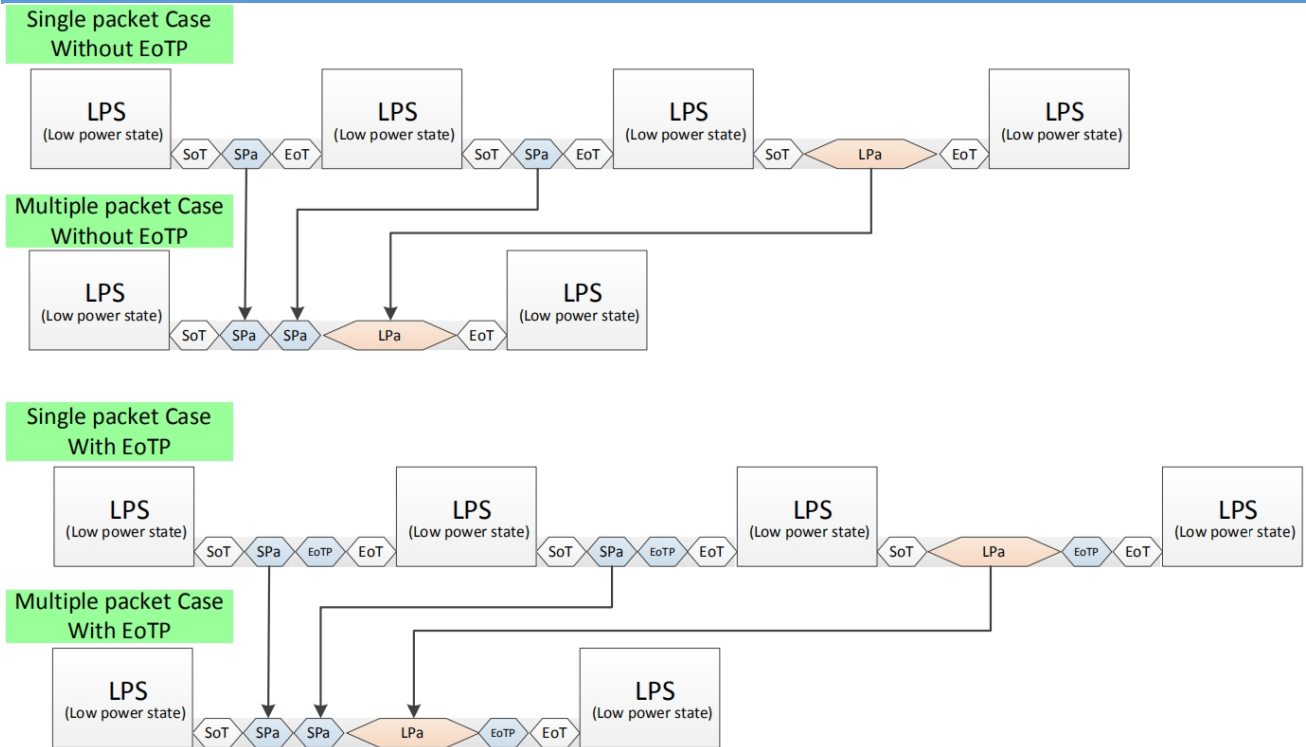 Single packet Case
Without EoTP
LPS
(Low power state)
SoT
SPa
EoT
LPS
(Low power state)
SoT
SPa
EoT
LPS
(Low power state)
SoT
LPa
EoT
LPS
(Low power state)
Multiple packet Case
Without EoTP
LPS
(Low power state)
SoT
SPa
SPa
LPa
EoT
LPS
(Low power state)
Single packet Case
With EoTP
LPS
(Low power state)
SoT
SPa
EoTP
EoT
LPS
(Low power state)
SoT
SPa
EoTP
EoT
LPS
(Low power state)
SoT
LPa
EoTP
EoT
LPS
(Low power state)
Multiple packet Case
With EoTP
LPS
(Low power state)
SoT
SPa
SPa
LPa
EoTP
EoT
LPS
(Low power state)